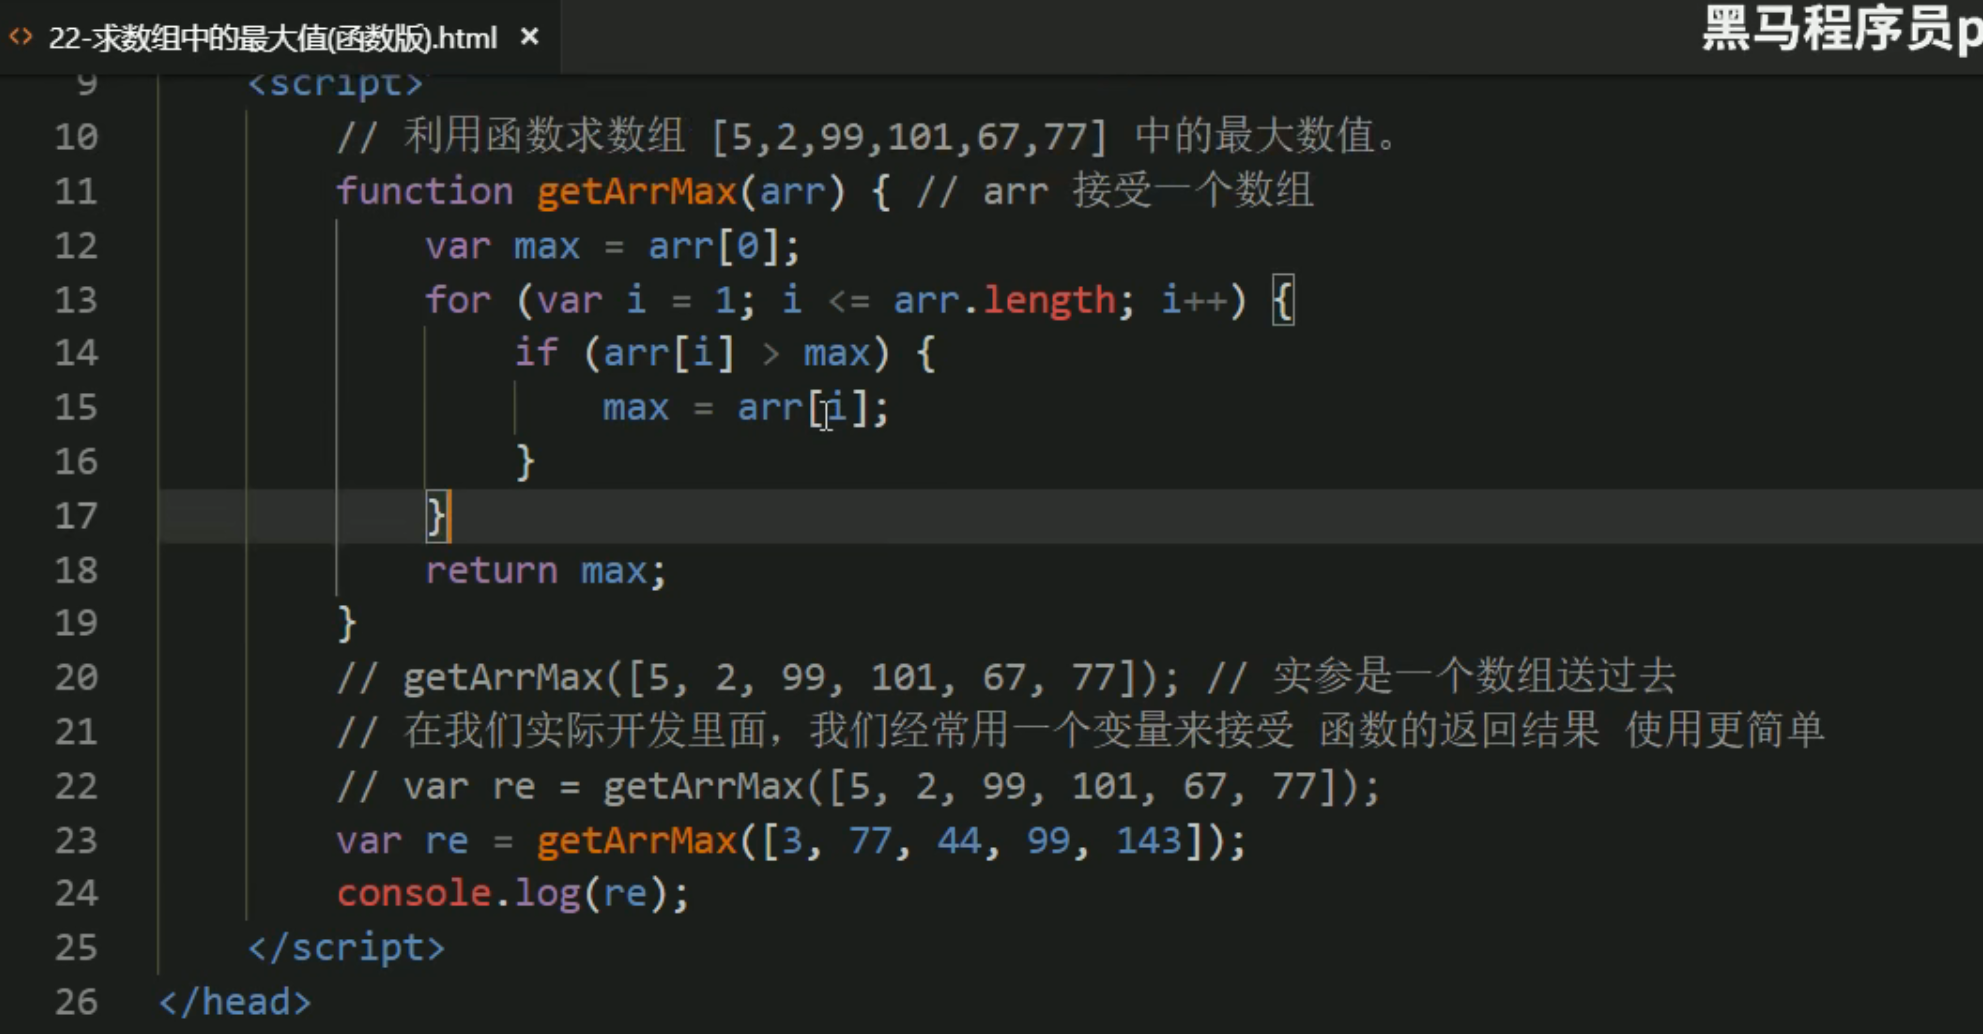 22-求数组中的最大值(函数版).html ×
黑马程序员p
9 <script>
10 // 利用函数求数组 [5,2,99,101,67,77] 中的最大数值。
11 function getArrMax(arr) { // arr 接受一个数组
12 var max = arr[0];
13 for (var i = 1; i <= arr.length; i++) {
14 if (arr[i] > max) {
15 max = arr[i];
16 }
17 }
18 return max;
19 }
20 // getArrMax([5, 2, 99, 101, 67, 77]); // 实参是一个数组送过去
21 // 在我们实际开发里面，我们经常用一个变量来接受 函数的返回结果 使用更简单
22 // var re = getArrMax([5, 2, 99, 101, 67, 77]);
23 var re = getArrMax([3, 77, 44, 99, 143]);
24 console.log(re);
25 </script>
26 </head>